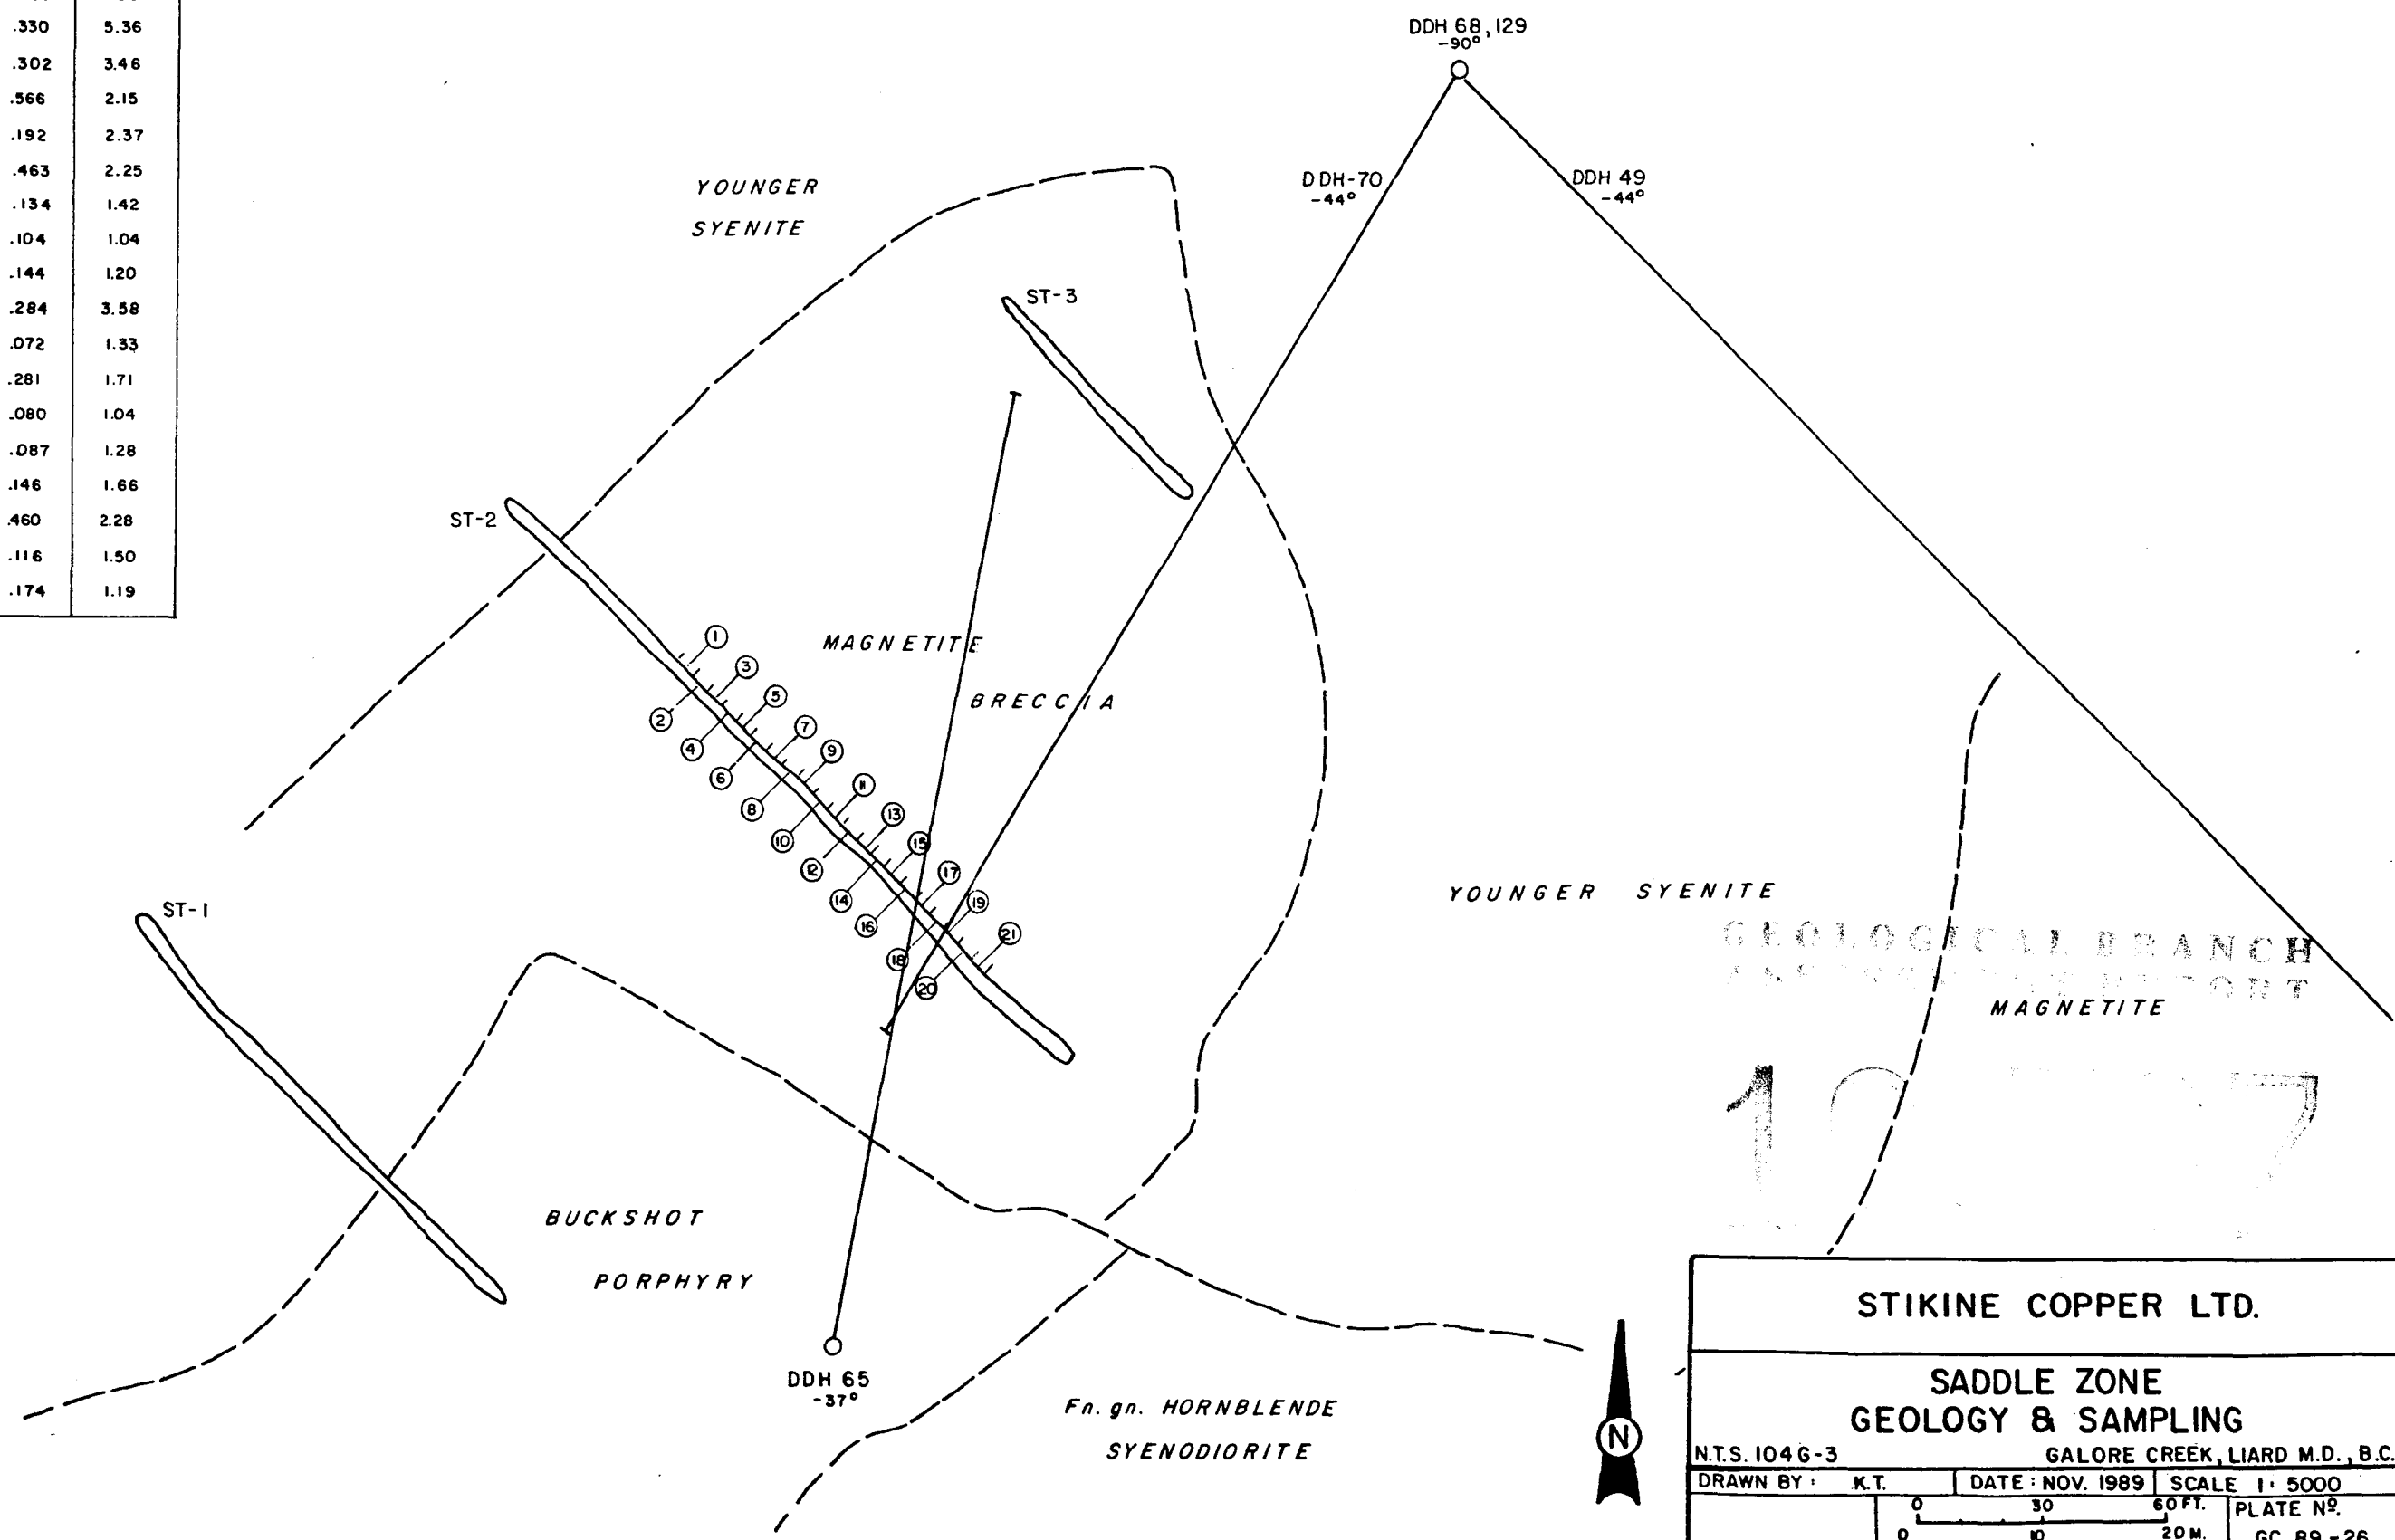 .330 5.36
.302 3.46
.566 2.15
.192 2.37
.463 2.25
.134 1.42
.104 1.04
.144 1.20
.284 3.58
.072 1.33
.281 1.71
.080 1.04
.087 1.28
.146 1.66
.460 2.28
.116 1.50
.174 1.19
DDH 68,129
-90°
DDH-70
-44°
DDH 49
-44°
YOUNGER
SYENITE
ST-3
ST-2
MAGNETITE
BRECCIA
1
3
5
7
9
11
13
15
17
19
21
2
4
6
8
10
12
14
16
18
20
ST-1
YOUNGER SYENITE
GEOLOGICAL BRANCH
REPORT
MAGNETITE
BUCKSHOT
PORPHYRY
DDH 65
-37°
Fn. gn. HORNBLENDE
SYENODIORITE
N
STIKINE COPPER LTD.
SADDLE ZONE
GEOLOGY & SAMPLING
N.T.S. 104G-3 GALORE CREEK, LIARD M.D., B.C.
DRAWN BY: K.T. DATE: NOV. 1989 SCALE 1:5000
0 30 60 FT. PLATE Nº.
0 10 20 M. GC 89-26